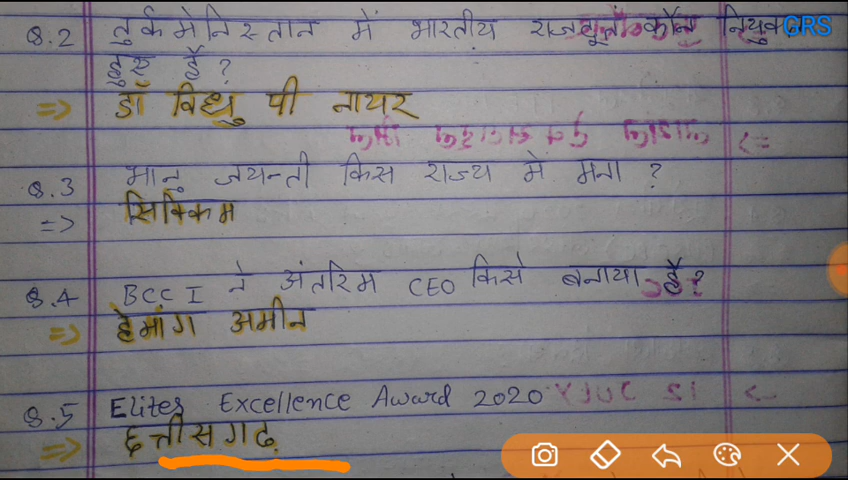 Q.2 तुर्कमेनिस्तान में भारतीय राजदूत कौन नियुक्त GRS
हुए हैं ?
=> डॉ विधु पी नायर
Q.3 भानु जयन्ती किस राज्य में मना ?
=> सिक्किम
Q.4 BCCI ने अंतरिम CEO किसे बनाया है ?
=> हेमांग अमीन
Q.5 Elites Excellence Award 2020
=> छत्तीसगढ़